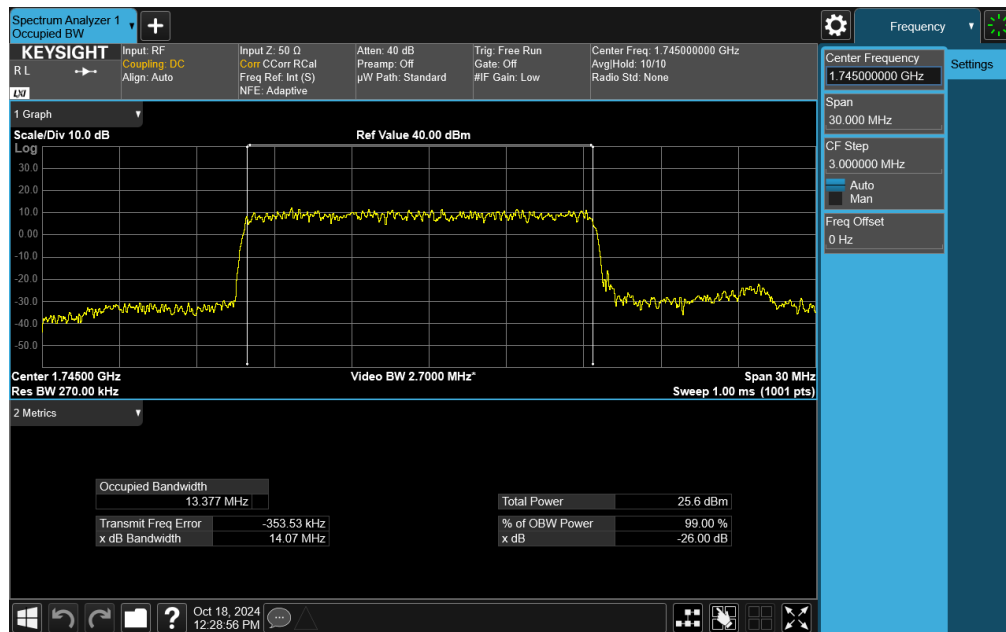 Spectrum Analyzer 1
Occupied BW
Frequency
KEYSIGHT
R L
LXI
Input: RF
Coupling: DC
Align: Auto
Input Z: 50 Ω
Corr CCorr RCal
Freq Ref: Int (S)
NFE: Adaptive
Atten: 40 dB
Preamp: Off
µW Path: Standard
Trig: Free Run
Gate: Off
#IF Gain: Low
Center Freq: 1.745000000 GHz
Avg|Hold: 10/10
Radio Std: None
Center Frequency
1.745000000 GHz
Settings
Span
30.000 MHz
CF Step
3.000000 MHz
Auto
Man
Freq Offset
0 Hz
1 Graph
Scale/Div 10.0 dB
Ref Value 40.00 dBm
Log
30.0
20.0
10.0
0.00
-10.0
-20.0
-30.0
-40.0
-50.0
Center 1.74500 GHz
Video BW 2.7000 MHz*
Span 30 MHz
Res BW 270.00 kHz
Sweep 1.00 ms (1001 pts)
2 Metrics
Occupied Bandwidth
13.377 MHz
Transmit Freq Error -353.53 kHz
x dB Bandwidth 14.07 MHz
Total Power 25.6 dBm
% of OBW Power 99.00 %
x dB -26.00 dB
?
Oct 18, 2024
12:28:56 PM